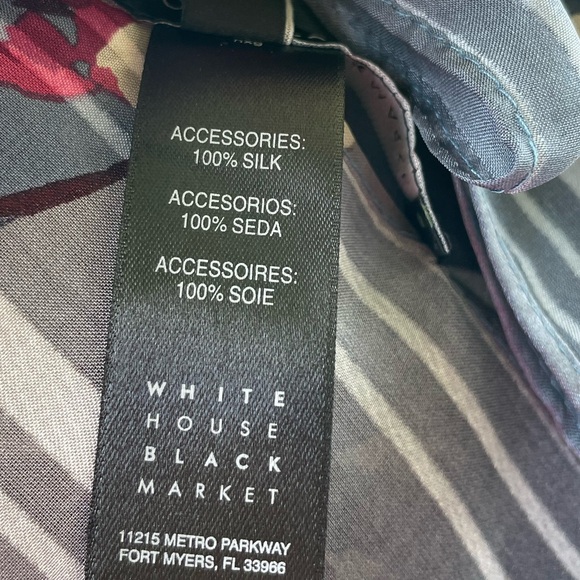 ACCESSORIES:
100% SILK
ACCESORIOS:
100% SEDA
ACCESSOIRES:
100% SOIE
WHITE
HOUSE
BLACK
MARKET
11215 METRO PARKWAY
FORT MYERS, FL 33966